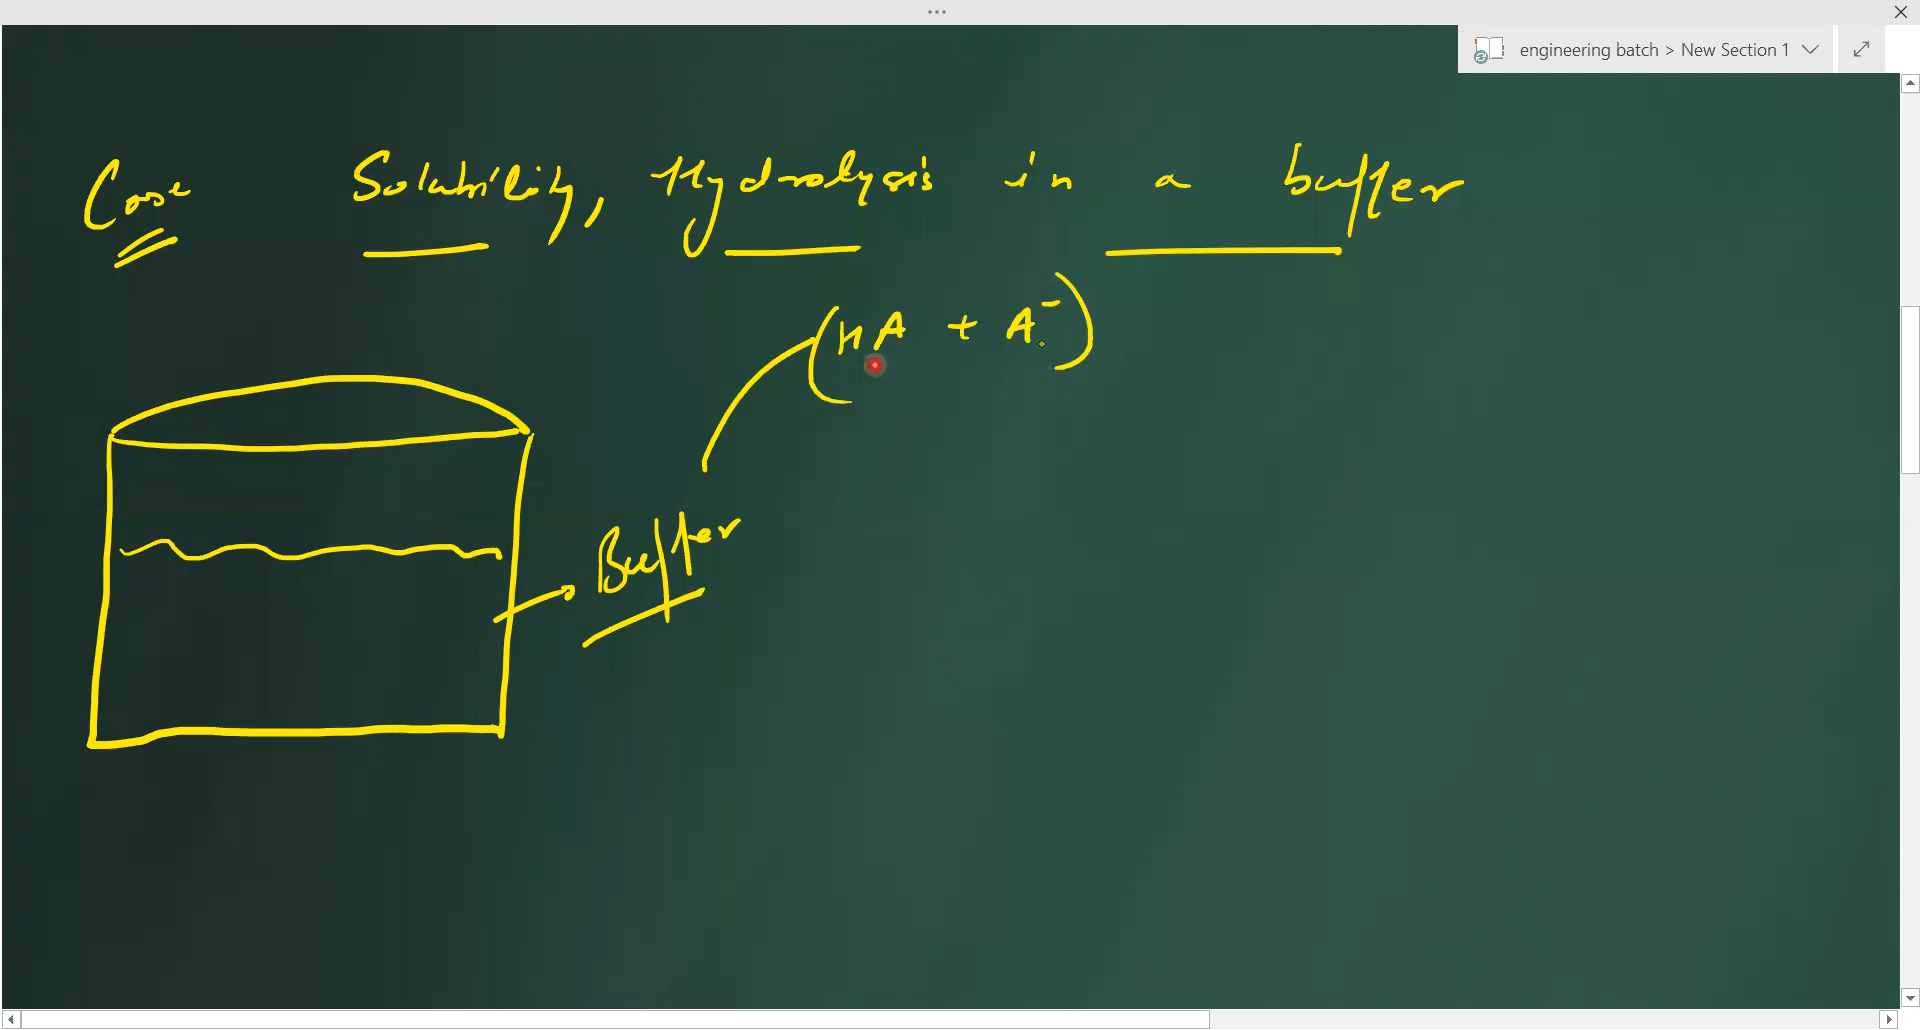 engineering batch > New Section 1
Case Solubility, Hydrolysis in a buffer
(HA + A⁻)
Buffer